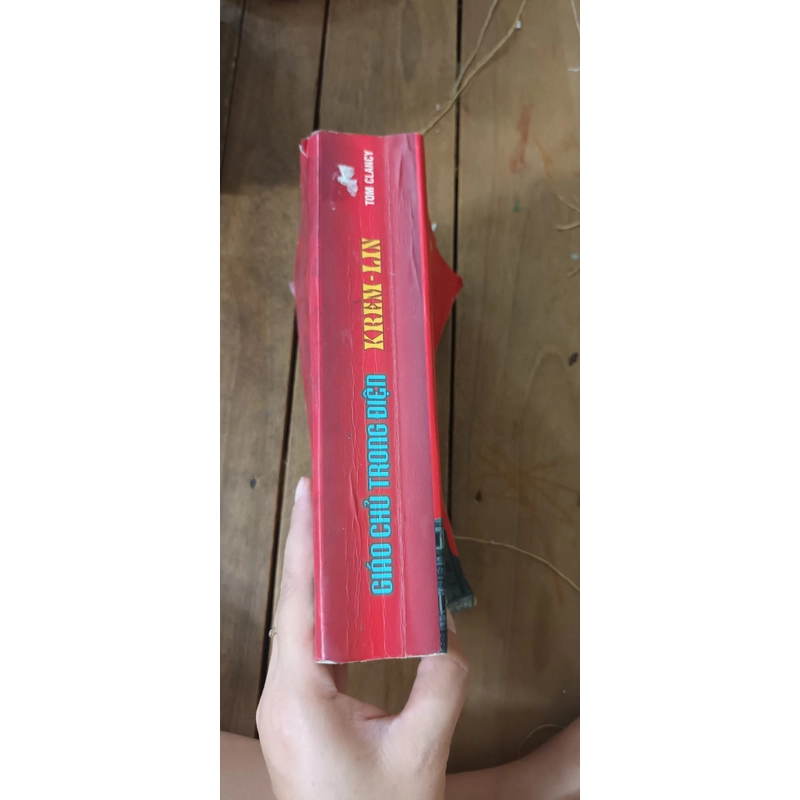 GIÁO CHỦ TRONG ĐIỆN KREM-LIN
TOM CLANCY